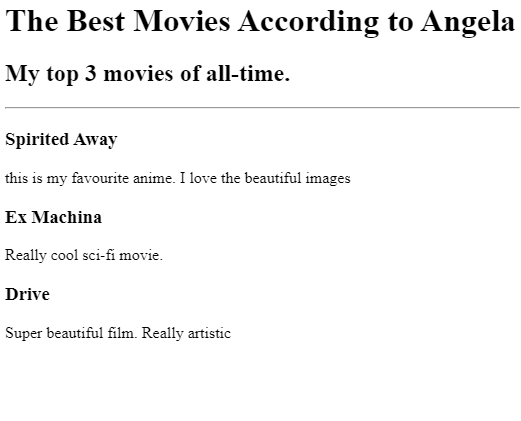 The Best Movies According to Angela
My top 3 movies of all-time.
Spirited Away
this is my favourite anime. I love the beautiful images
Ex Machina
Really cool sci-fi movie.
Drive
Super beautiful film. Really artistic